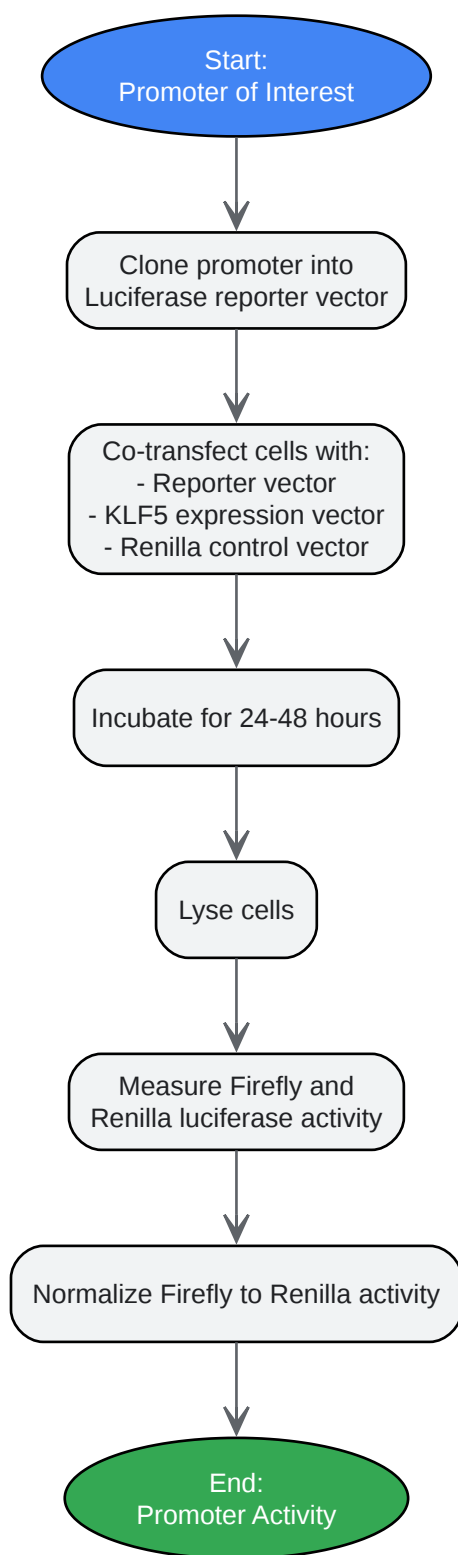 Start:
Promoter of Interest
Clone promoter into
Luciferase reporter vector
Co-transfect cells with:
- Reporter vector
- KLF5 expression vector
- Renilla control vector
Incubate for 24-48 hours
Lyse cells
Measure Firefly and
Renilla luciferase activity
Normalize Firefly to Renilla activity
End:
Promoter Activity